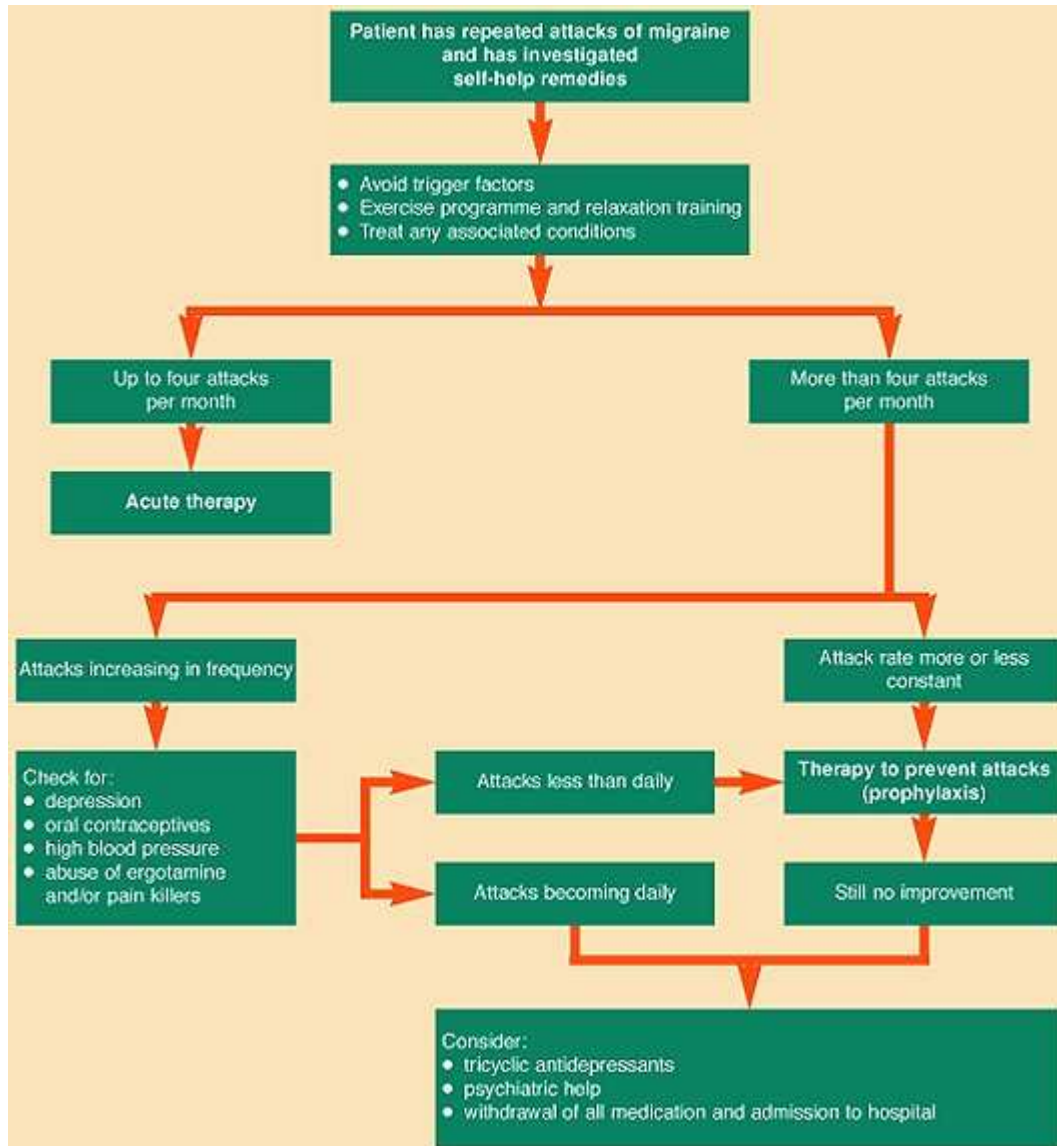 Patient has repeated attacks of migraine
and has investigated
self-help remedies
● Avoid trigger factors
● Exercise programme and relaxation training
● Treat any associated conditions
Up to four attacks
per month
More than four attacks
per month
Acute therapy
Attacks increasing in frequency
Attack rate more or less
constant
Check for:
● depression
● oral contraceptives
● high blood pressure
● abuse of ergotamine
and/or pain killers
Attacks less than daily
Therapy to prevent attacks
(prophylaxis)
Attacks becoming daily
Still no improvement
Consider:
● tricyclic antidepressants
● psychiatric help
● withdrawal of all medication and admission to hospital